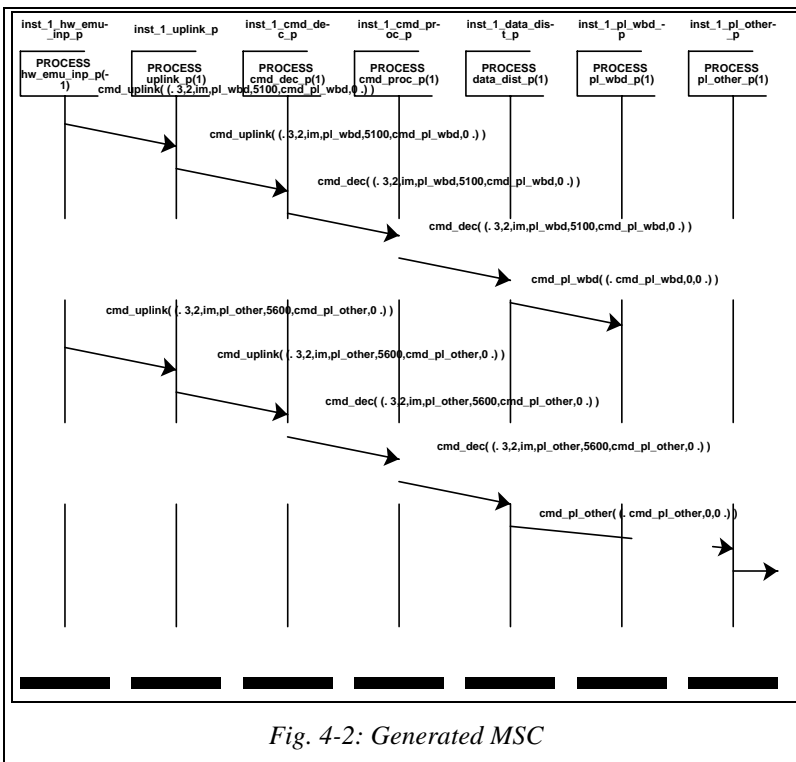 inst_1_hw_emu-
_inp_p
inst_1_uplink_p
inst_1_cmd_de-
c_p
inst_1_cmd_pr-
oc_p
inst_1_data_dis-
t_p
inst_1_pl_wbd_-
p
inst_1_pl_other-
_p
PROCESS
hw_emu_inp_p(-
1)
PROCESS
uplink_p(1)
PROCESS
cmd_dec_p(1)
PROCESS
cmd_proc_p(1)
PROCESS
data_dist_p(1)
PROCESS
pl_wbd_p(1)
PROCESS
pl_other_p(1)
cmd_uplink( (. 3,2,im,pl_wbd,5100,cmd_pl_wbd,0 .) )
cmd_uplink( (. 3,2,im,pl_wbd,5100,cmd_pl_wbd,0 .) )
cmd_dec( (. 3,2,im,pl_wbd,5100,cmd_pl_wbd,0 .) )
cmd_dec( (. 3,2,im,pl_wbd,5100,cmd_pl_wbd,0 .) )
cmd_pl_wbd( (. cmd_pl_wbd,0,0 .) )
cmd_uplink( (. 3,2,im,pl_other,5600,cmd_pl_other,0 .) )
cmd_uplink( (. 3,2,im,pl_other,5600,cmd_pl_other,0 .) )
cmd_dec( (. 3,2,im,pl_other,5600,cmd_pl_other,0 .) )
cmd_dec( (. 3,2,im,pl_other,5600,cmd_pl_other,0 .) )
cmd_pl_other( (. cmd_pl_other,0,0 .) )
Fig. 4-2: Generated MSC